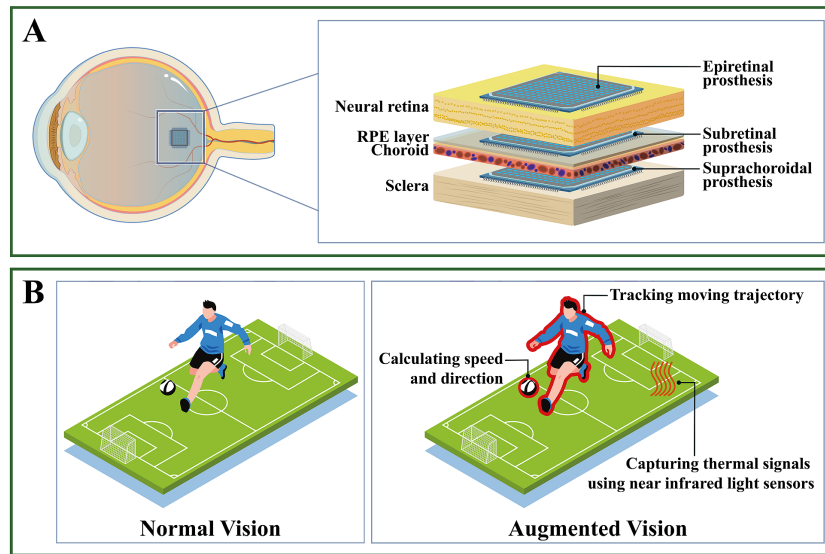 A
Epiretinal
prosthesis
Neural retina
RPE layer
Choroid
Subretinal
prosthesis
Suprachoroidal
prosthesis
Sclera
B
Tracking moving trajectory
Calculating speed
and direction
Capturing thermal signals
using near infrared light sensors
Normal Vision
Augmented Vision